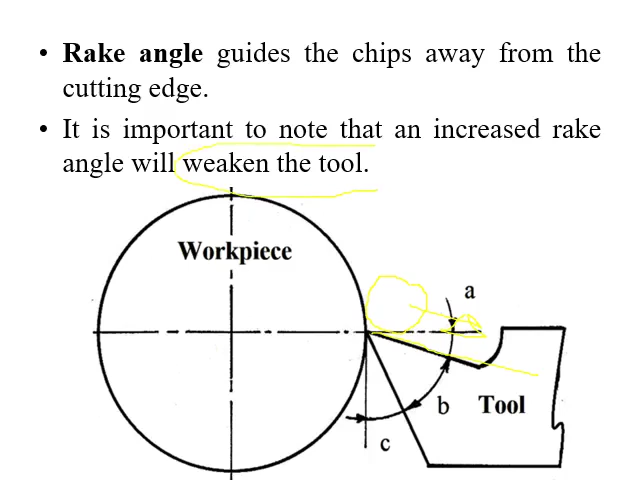 • Rake angle guides the chips away from the
cutting edge.
• It is important to note that an increased rake
angle will weaken the tool.
Workpiece
a
b
Tool
c